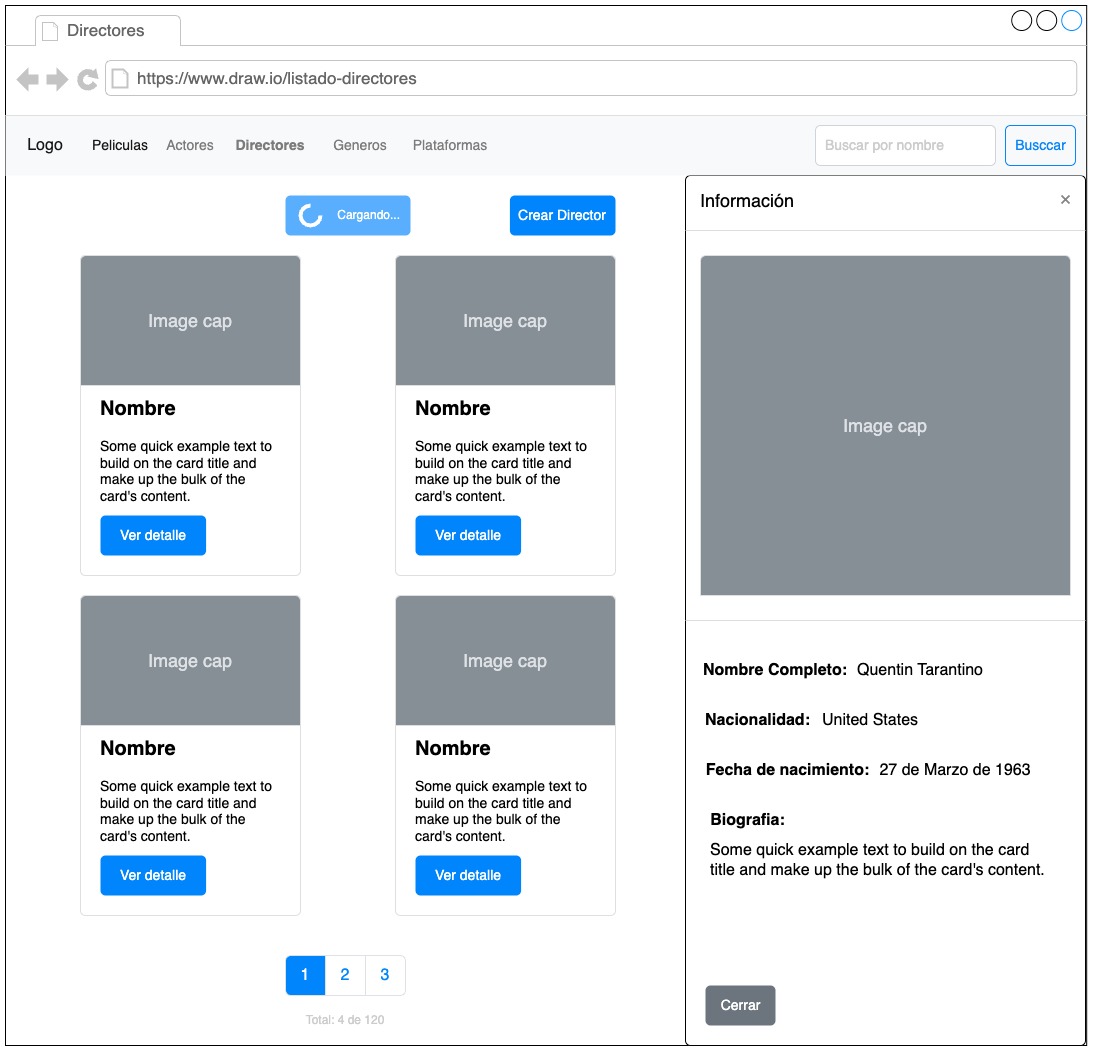 Directores
https://www.draw.io/listado-directores
Logo Peliculas Actores Directores Generos Plataformas Buscar por nombre Busccar
Cargando... Crear Director
Información ×
Image cap Image cap
Image cap
Nombre Nombre
Some quick example text to Some quick example text to
build on the card title and build on the card title and
make up the bulk of the make up the bulk of the
card's content. card's content.
Ver detalle Ver detalle
Image cap Image cap
Nombre Nombre
Some quick example text to Some quick example text to
build on the card title and build on the card title and
make up the bulk of the make up the bulk of the
card's content. card's content.
Ver detalle Ver detalle
Nombre Completo: Quentin Tarantino
Nacionalidad: United States
Fecha de nacimiento: 27 de Marzo de 1963
Biografia:
Some quick example text to build on the card
title and make up the bulk of the card's content.
1 2 3
Total: 4 de 120
Cerrar